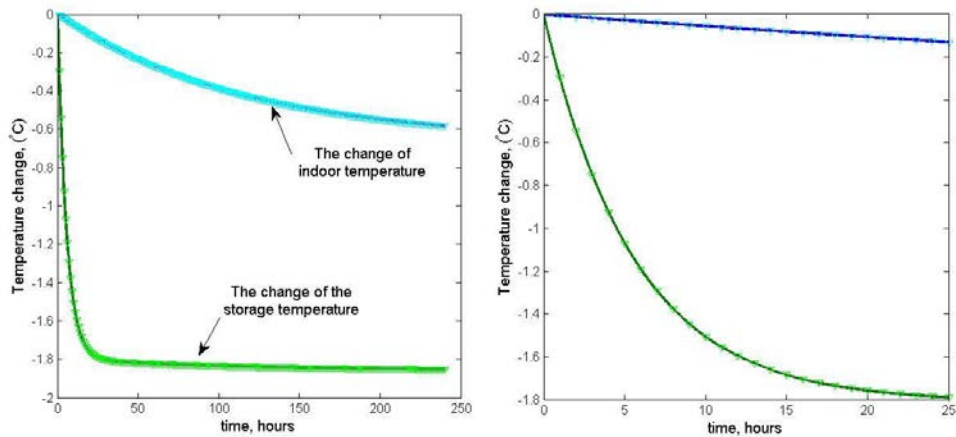 0
-0.2
-0.4
-0.6
-0.8
-1
-1.2
-1.4
-1.6
-1.8
-2
Temperature change, (°C)
The change of
indoor temperature
The change of the
storage temperature
0 50 100 150 200 250
time, hours
0
-0.2
-0.4
-0.6
-0.8
-1
-1.2
-1.4
-1.6
-1.8
Temperature change, (°C)
0 5 10 15 20 25
time, hours